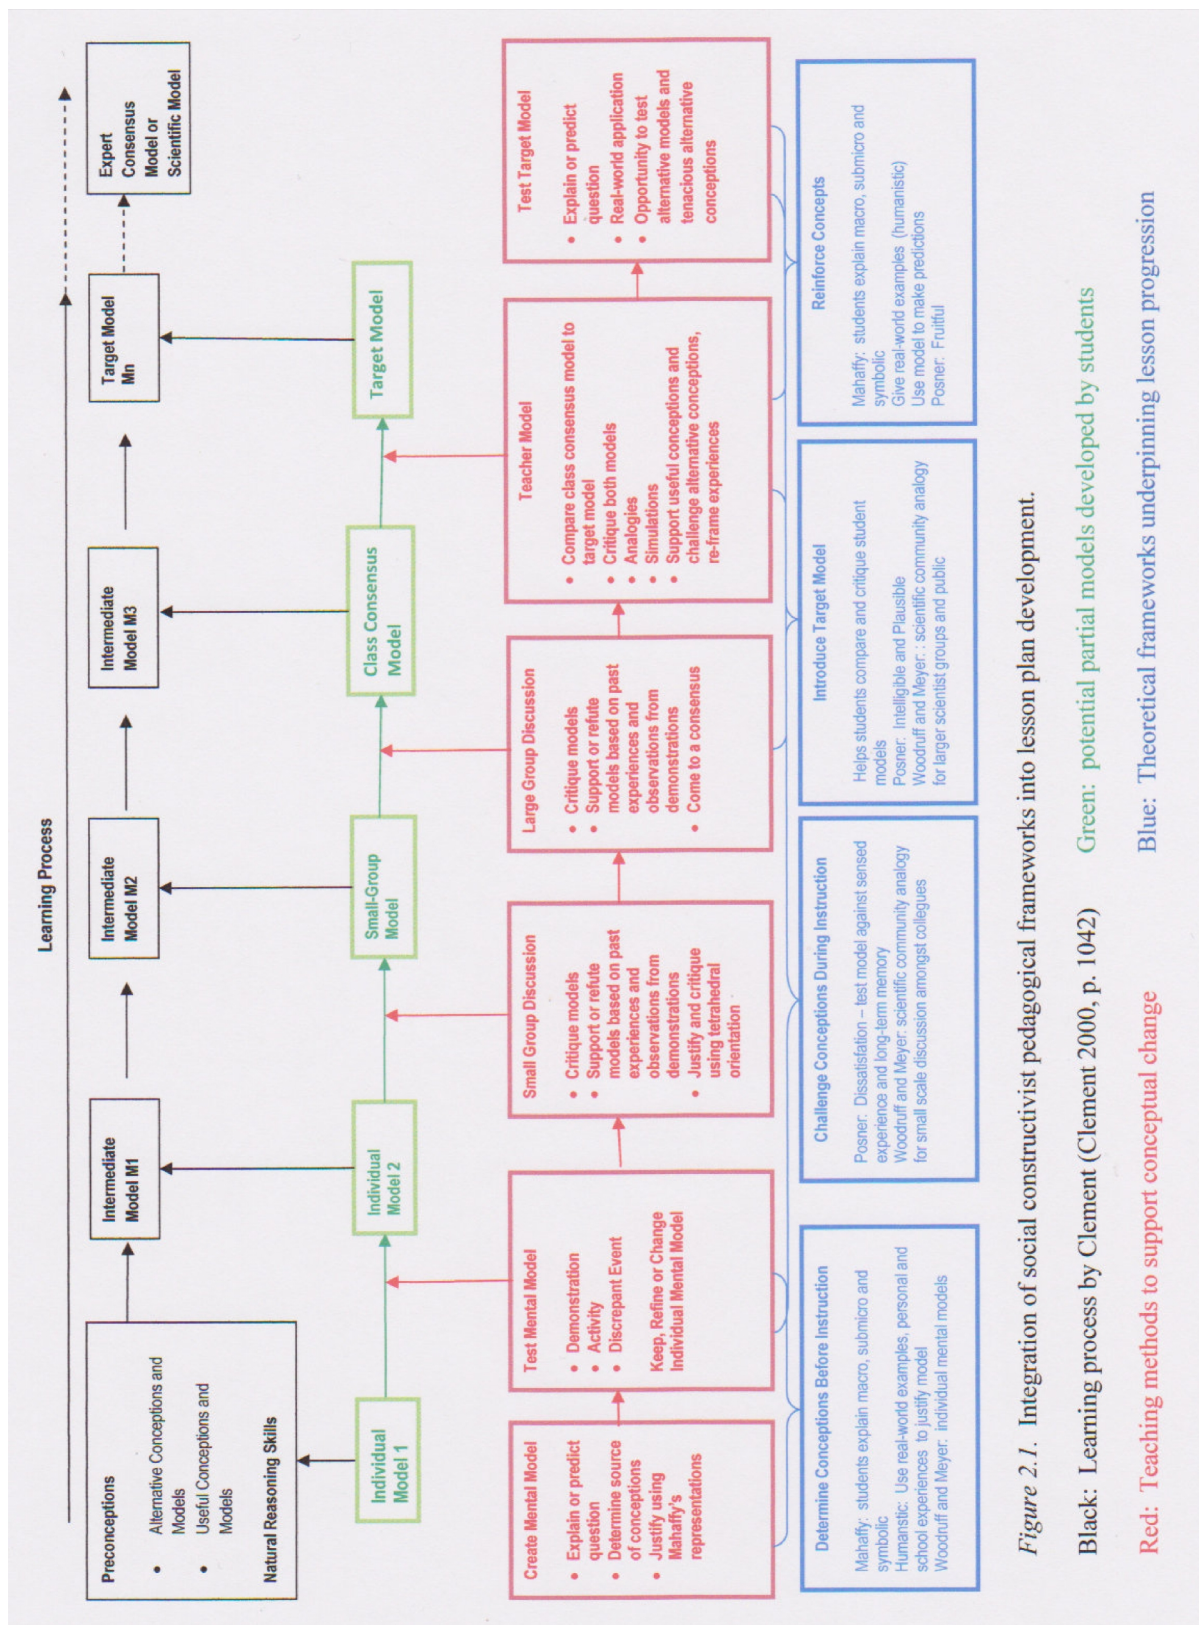 Learning Process
Preconceptions
• Alternative Conceptions and
Models
• Useful Conceptions and
Models
Natural Reasoning Skills
Intermediate
Model M1
Intermediate
Model M2
Intermediate
Model M3
Target Model
Mn
Expert
Consensus
Model or
Scientific Model
Individual
Model 1
Individual
Model 2
Small-Group
Model
Class Consensus
Model
Target Model
Create Mental Model
• Explain or predict
question
• Determine source
of conceptions
• Justify using
Mahaffy's
representations
Test Mental Model
• Demonstration
• Activity
• Discrepant Event
Keep, Refine or Change
Individual Mental Model
Small Group Discussion
• Critique models
• Support or refute
models based on past
experiences and
observations from
demonstrations
• Justify and critique
using tetrahedral
orientation
Large Group Discussion
• Critique models
• Support or refute
models based on past
experiences and
observations from
demonstrations
• Come to a consensus
Teacher Model
• Compare class consensus model to
target model
• Critique both models
• Analogies
• Simulations
• Support useful conceptions and
challenge alternative conceptions,
re-frame experiences
Test Target Model
• Explain or predict
question
• Real-world application
• Opportunity to test
alternative models and
tenacious alternative
conceptions
Determine Conceptions Before Instruction
Mahaffy: students explain macro, submicro and
symbolic
Humanstic: Use real-world examples, personal and
school experiences to justify model
Woodruff and Meyer: individual mental models
Challenge Conceptions During Instruction
Posner: Dissatisfation – test model against sensed
experience and long-term memory
Woodruff and Meyer: scientific community analogy
for small scale discussion amongst collegues
Introduce Target Model
Helps students compare and critique student
models
Posner: Intelligible and Plausible
Woodruff and Meyer: : scientific community analogy
for larger scientist groups and public
Reinforce Concepts
Mahaffy: students explain macro, submicro and
symbolic
Give real-world examples (humanistic)
Use model to make predictions
Posner: Fruitful
Figure 2.1. Integration of social constructivist pedagogical frameworks into lesson plan development.
Black: Learning process by Clement (Clement 2000, p. 1042)
Green: potential partial models developed by students
Red: Teaching methods to support conceptual change
Blue: Theoretical frameworks underpinning lesson progression